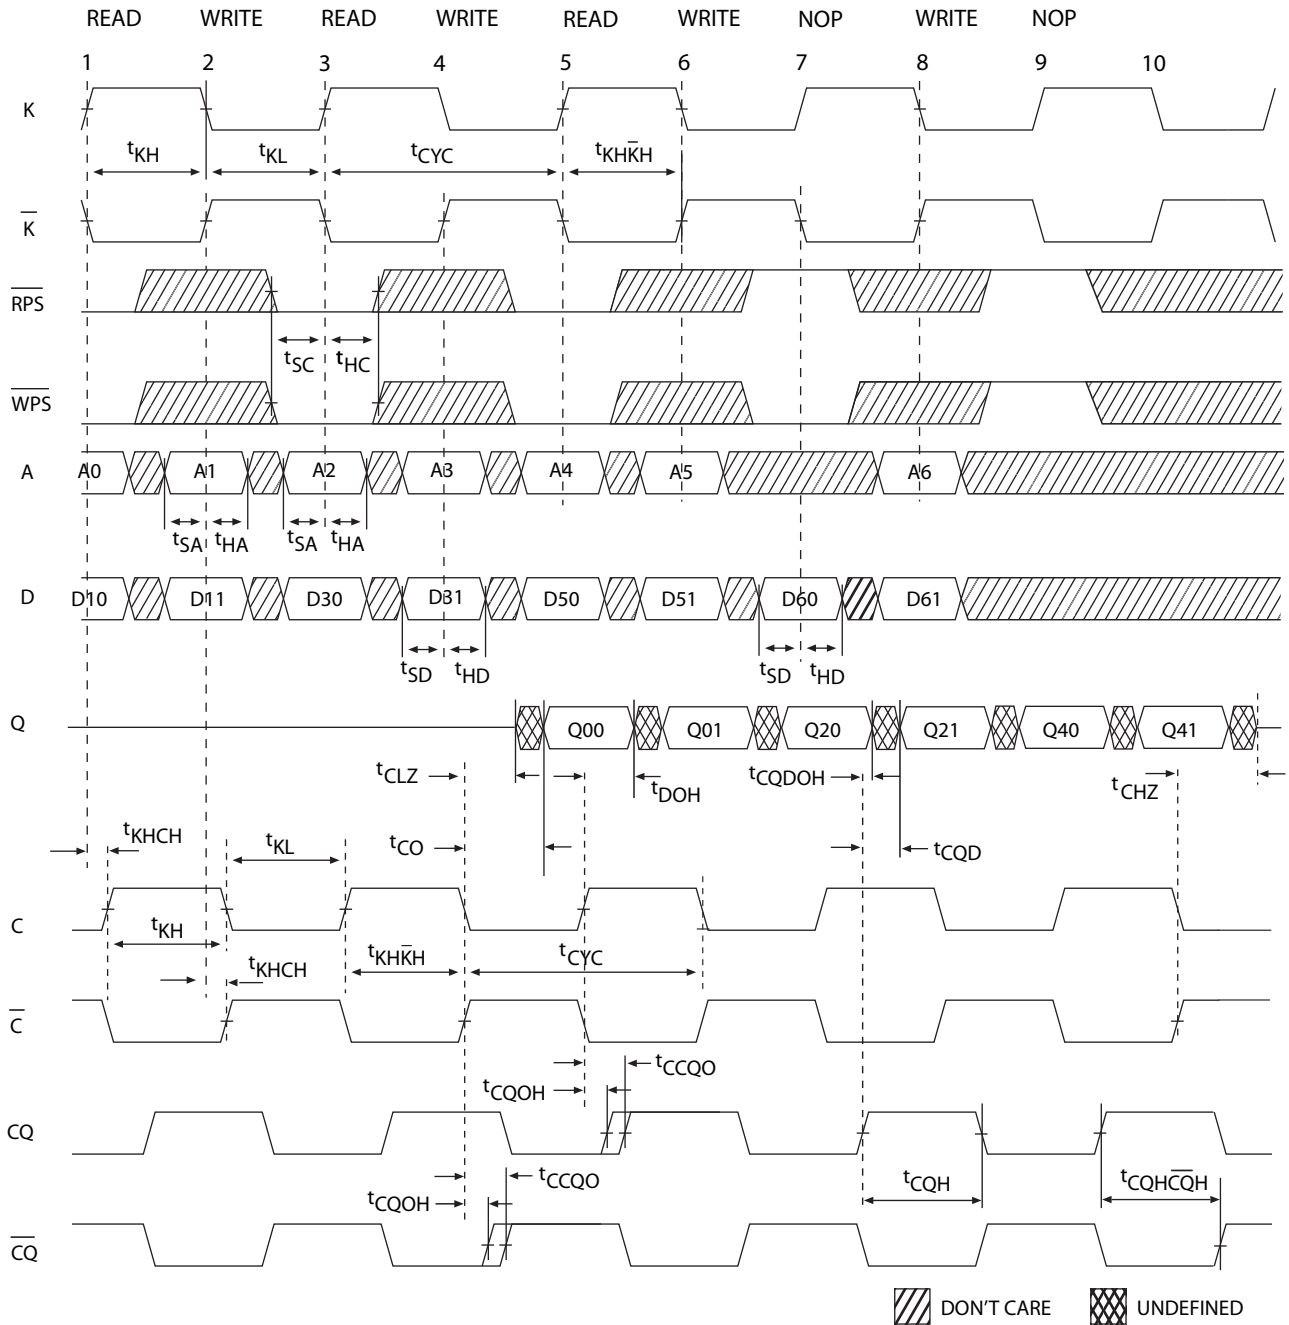 READ WRITE READ WRITE READ WRITE NOP WRITE NOP
1 2 3 4 5 6 7 8 9 10
K
tKH tKL tCYC tKHK̅H
K̅
R̅P̅S̅
tSC tHC
W̅P̅S̅
A A0 A1 A2 A3 A4 A5 A6
tSA tHA tSA tHA
D D10 D11 D30 D31 D50 D51 D60 D61
tSD tHD tSD tHD
Q Q00 Q01 Q20 Q21 Q40 Q41
tCLZ tDOH tCQDOH tCHZ
tKHCH tKL tCO tCQD
C
tKH tKHK̅H tCYC
tKHCH
C̅
tCCQO
tCQOH
CQ
tCCQO tCQH tCQHC̅Q̅H
tCQOH
C̅Q̅
DON'T CARE UNDEFINED